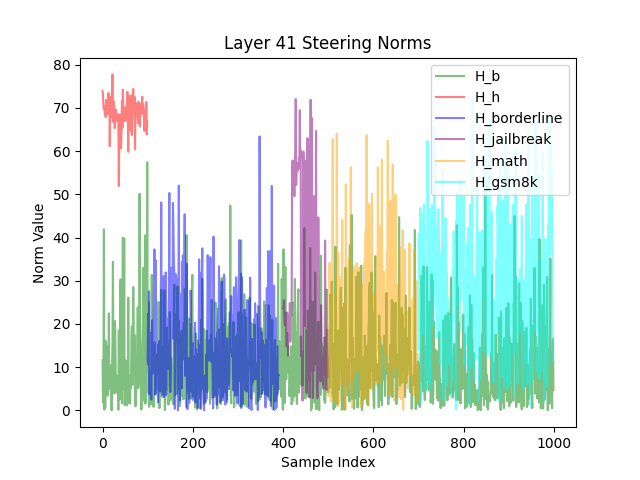 Layer 41 Steering Norms
80
70
60
50
40
30
20
10
0
Norm Value
H_b
H_h
H_borderline
H_jailbreak
H_math
H_gsm8k
0
200
400
600
800
1000
Sample Index